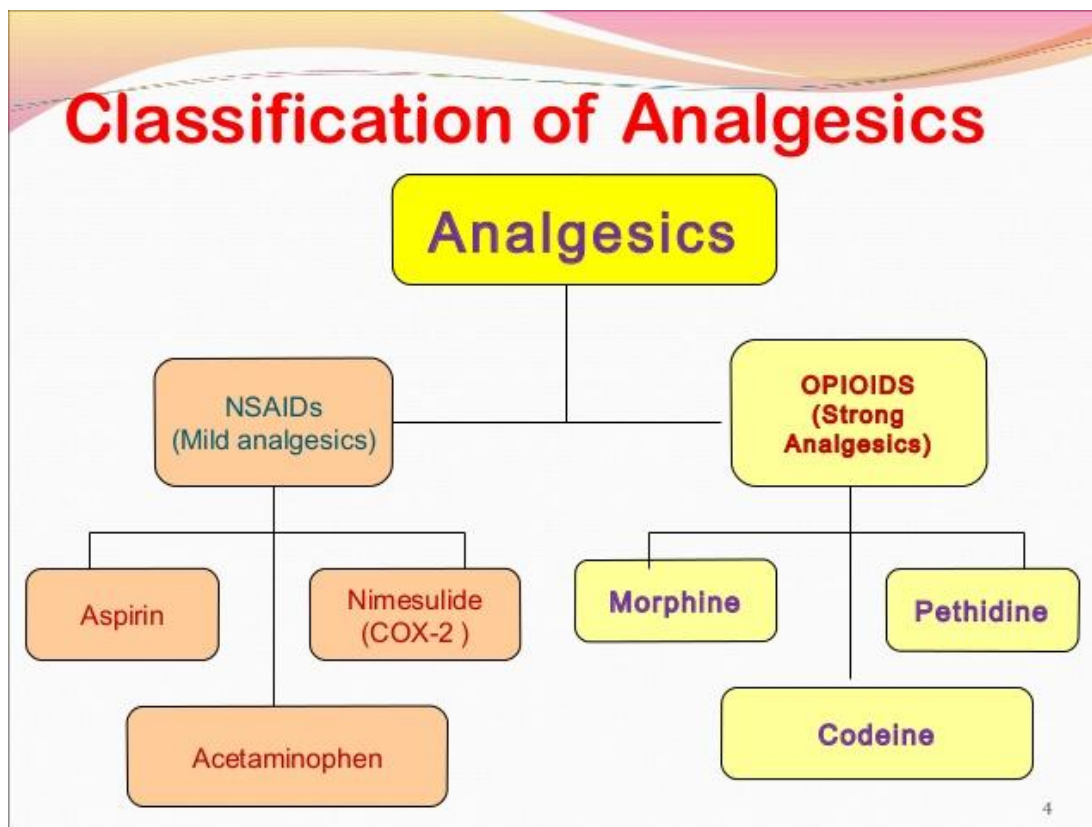 Classification of Analgesics
Analgesics
NSAIDs
(Mild analgesics)
OPIOIDS
(Strong
Analgesics)
Aspirin
Nimesulide
(COX-2 )
Acetaminophen
Morphine
Pethidine
Codeine
4